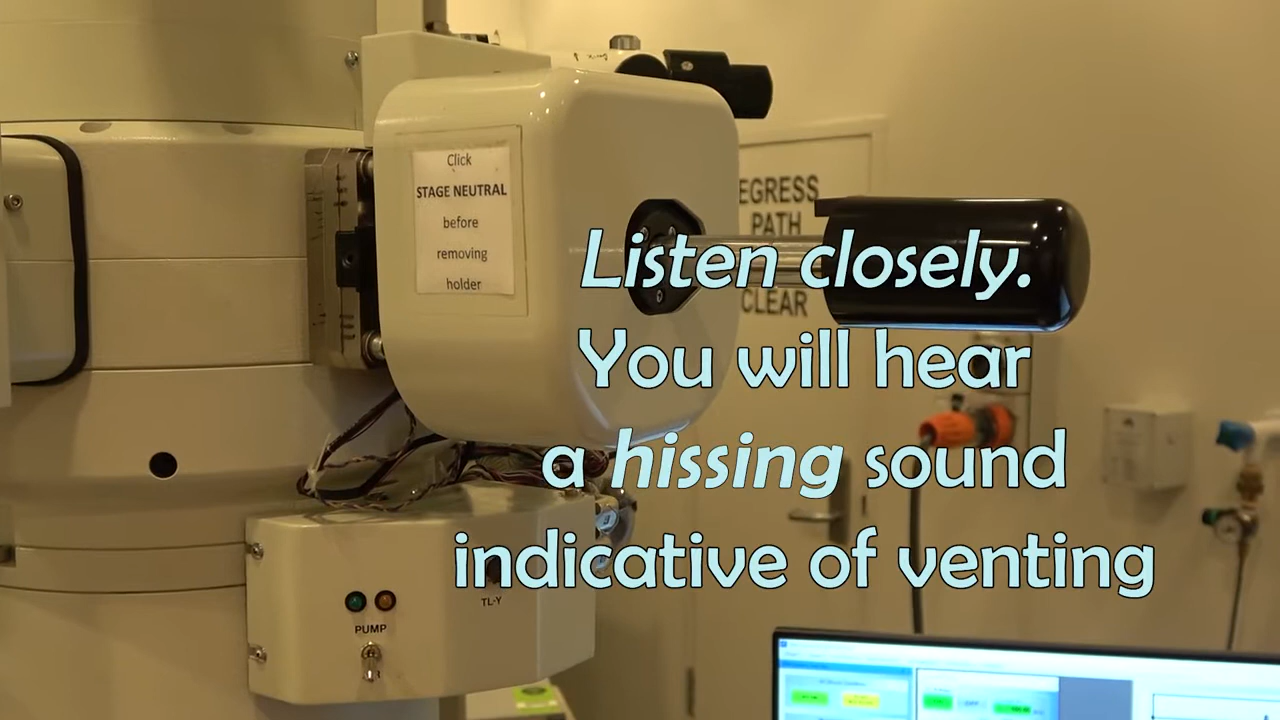 Click
STAGE NEUTRAL
before
removing
holder
EGRESS
PATH
CLEAR
Listen closely.
You will hear
a hissing sound
indicative of venting
TL-Y
PUMP